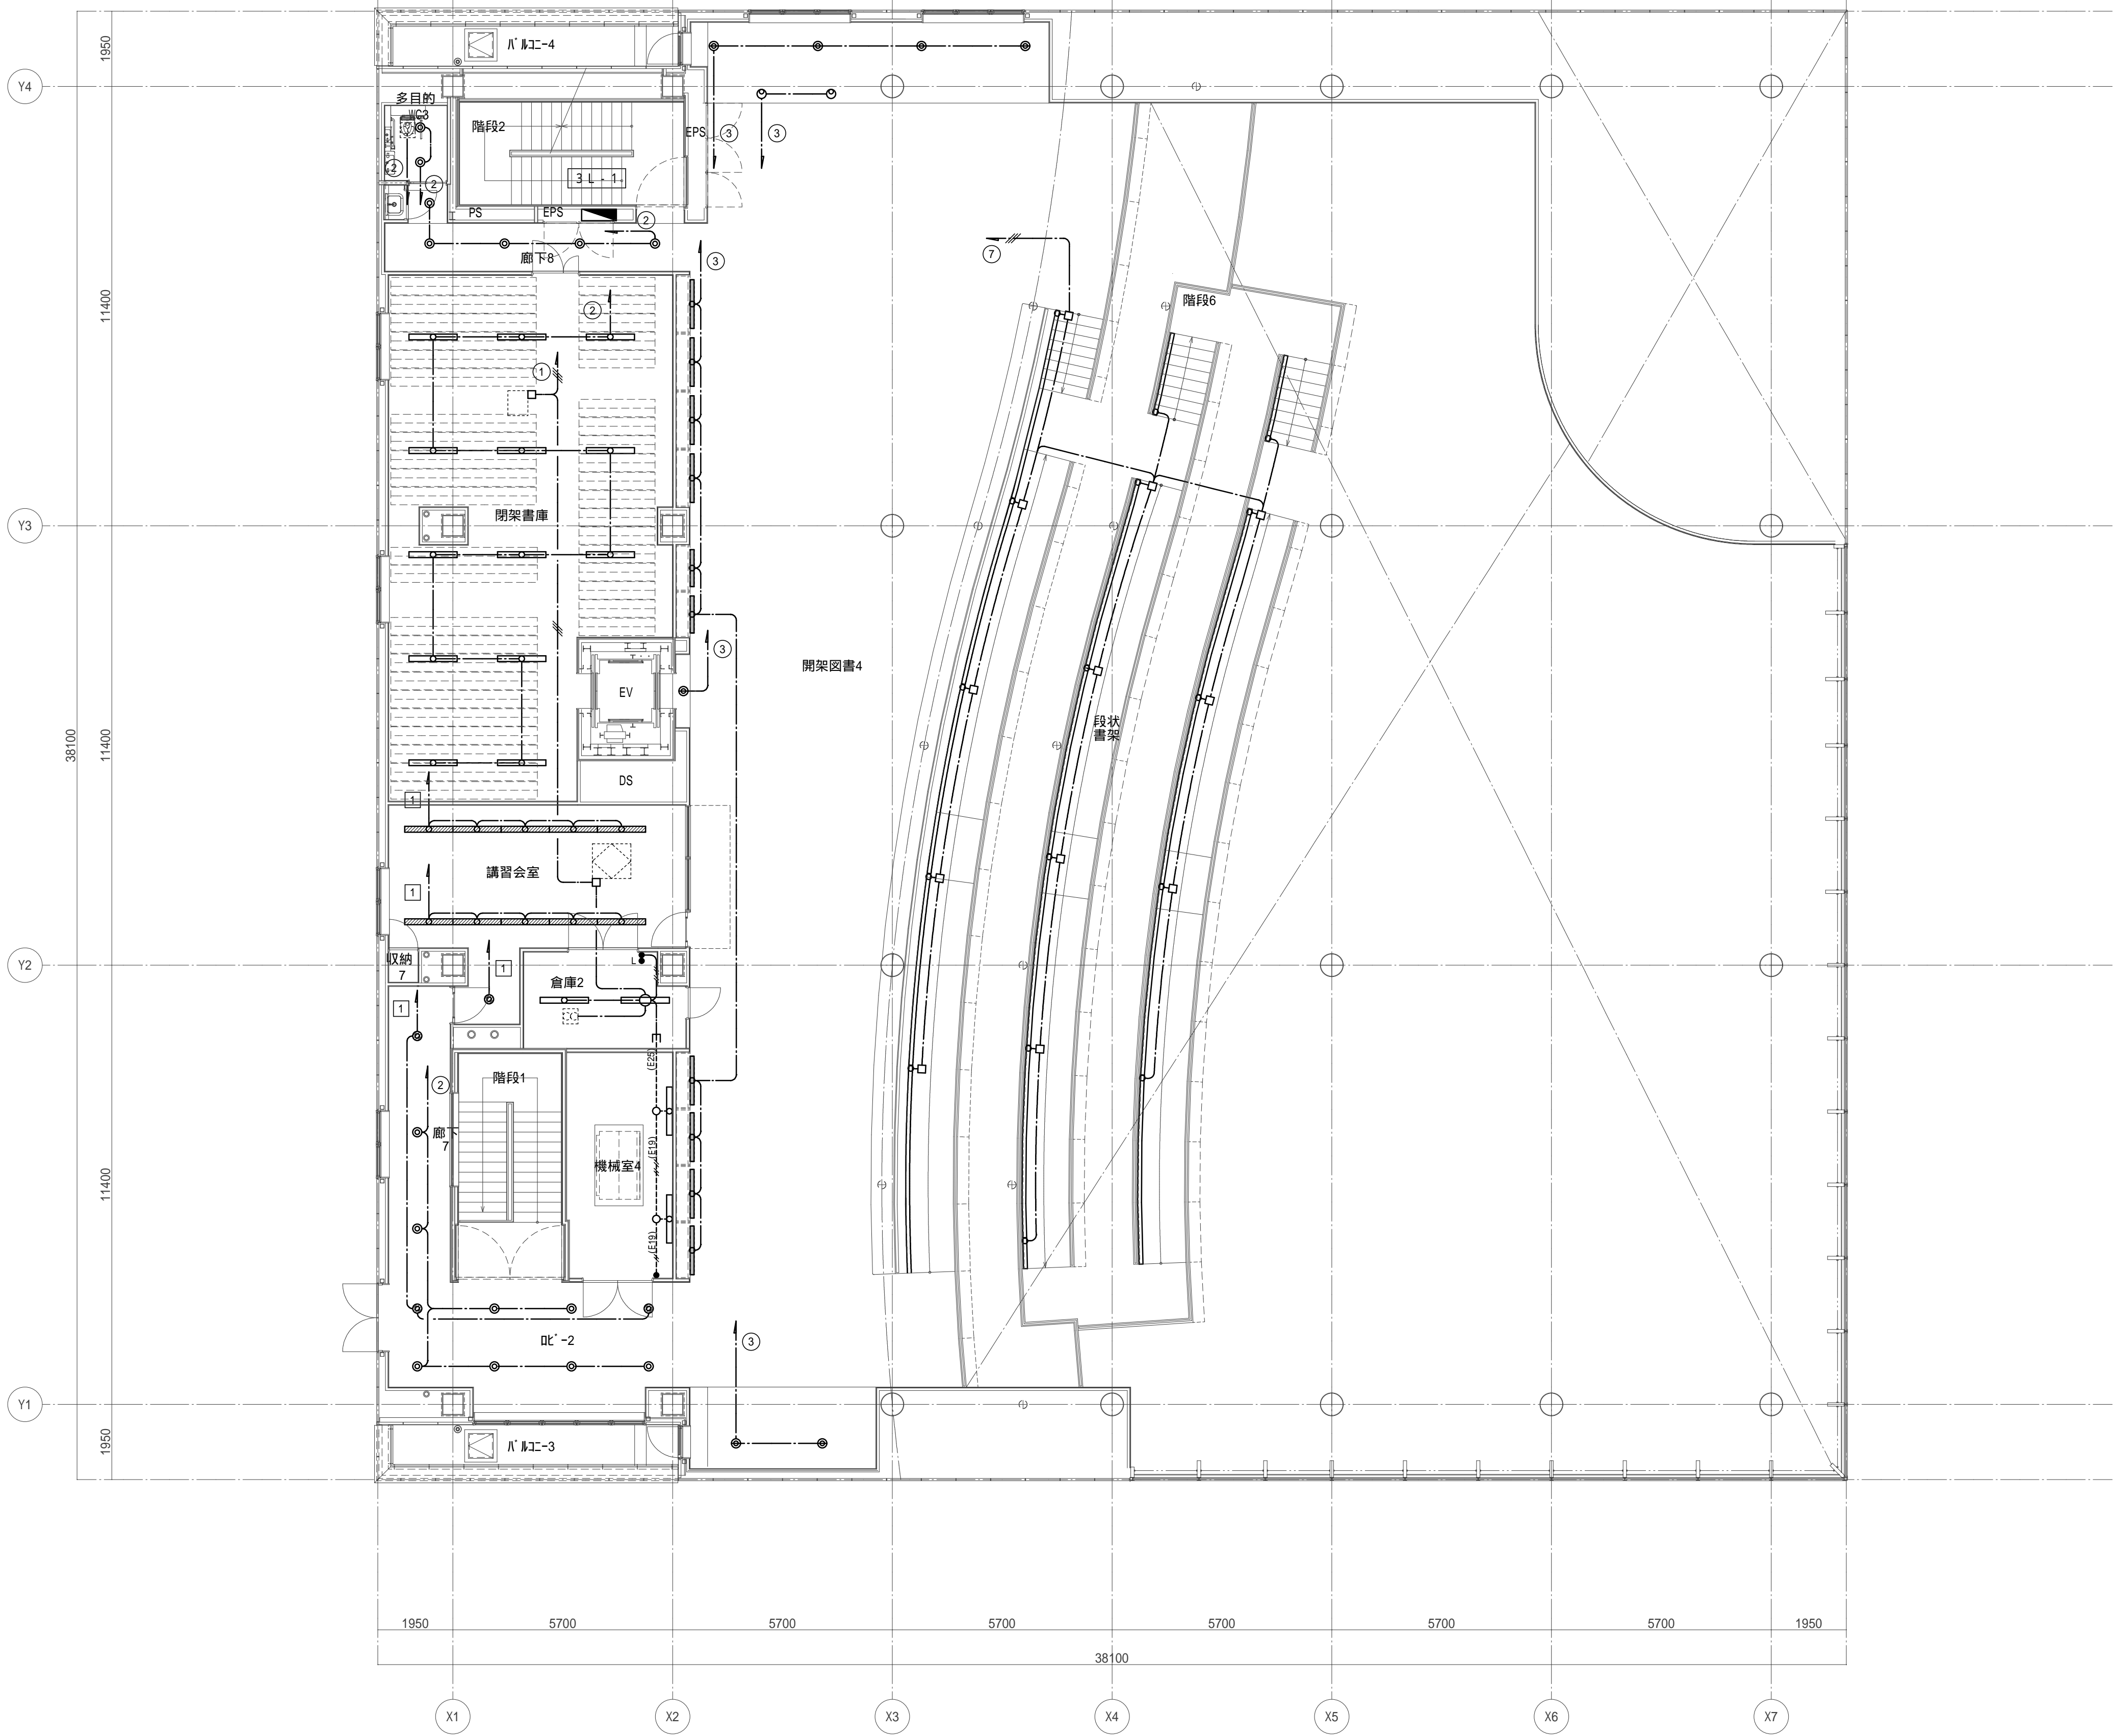 1950
バルコニー4
Y4
多目的
WC3
階段2
EPS
3
3
2
2
3L-1
PS
EPS
2
廊下8
3
7
11400
2
階段6
1
Y3
閉架書庫
3
EV
開架図書4
段状
書架
38100
11400
DS
1
講習会室
1
Y2
収納
7
1
L
倉庫2
1
(E25)
階段1
2
廊下
7
(E19)
機械室4
11400
(E19)
ロビー2
3
Y1
1950
バルコニー3
1950
5700
5700
5700
5700
5700
5700
1950
38100
X1
X2
X3
X4
X5
X6
X7